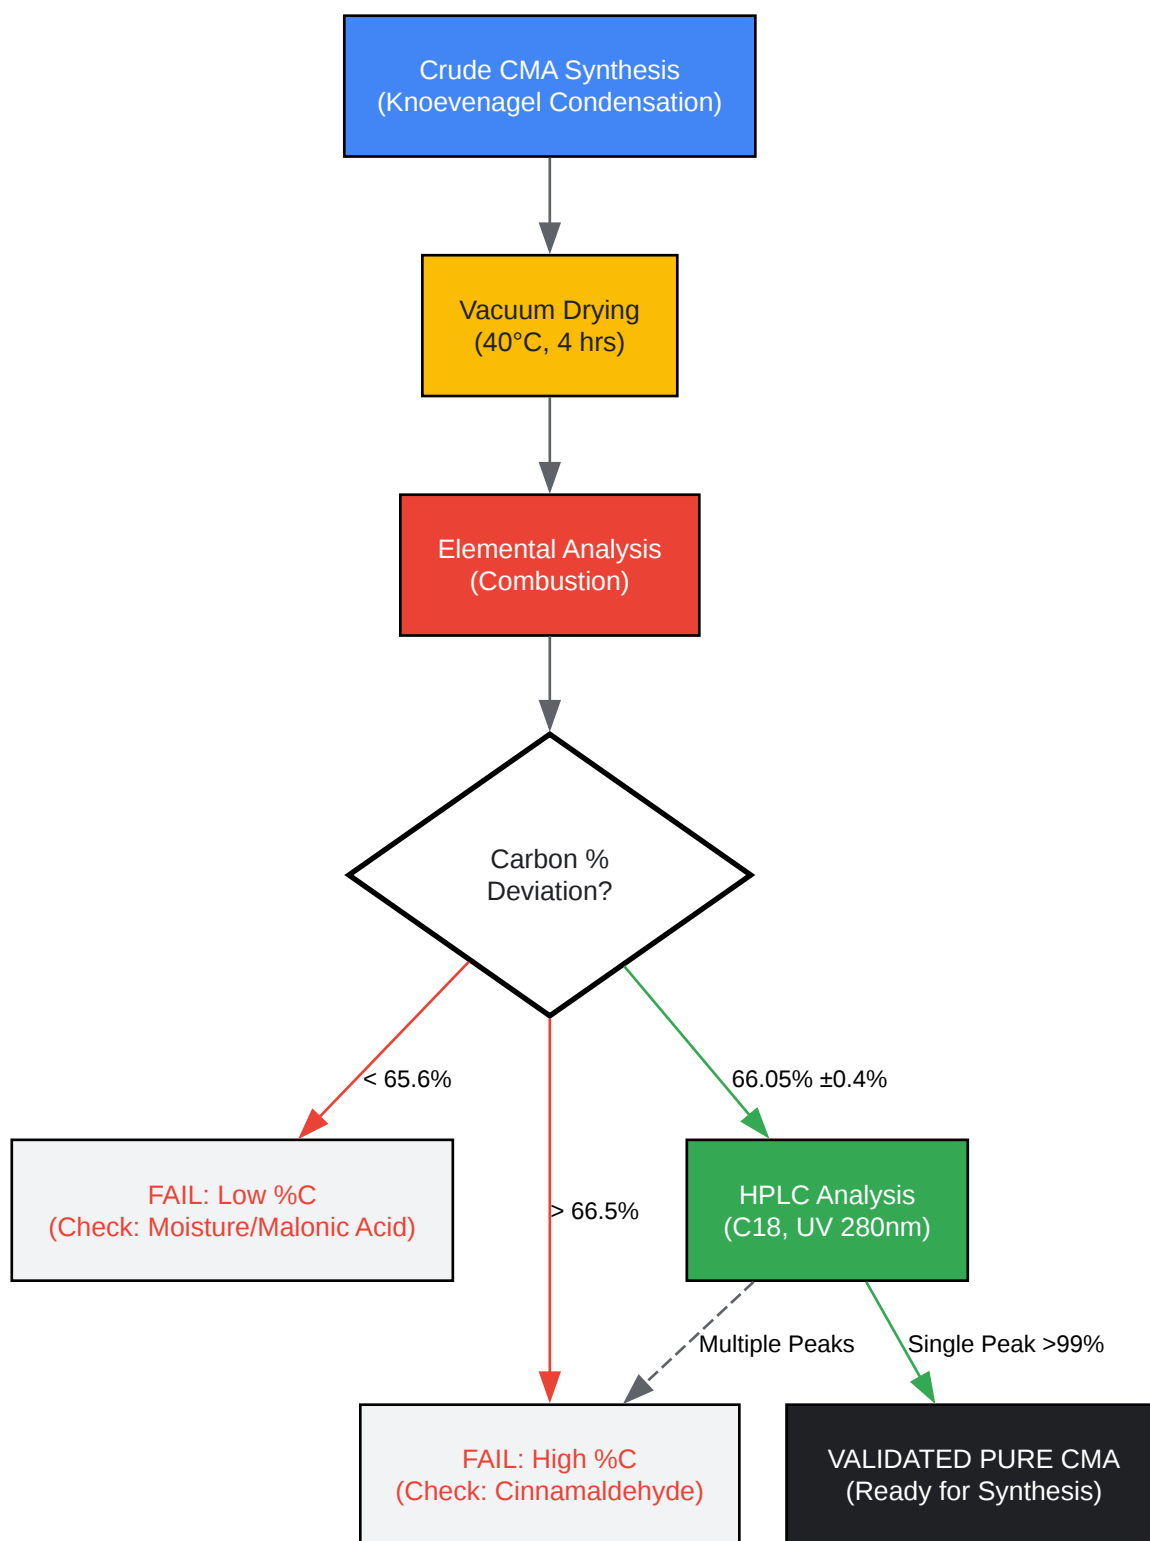 Crude CMA Synthesis
(Knoevenagel Condensation)
Vacuum Drying
(40°C, 4 hrs)
Elemental Analysis
(Combustion)
Carbon %
Deviation?
< 65.6%
66.05% ±0.4%
> 66.5%
FAIL: Low %C
(Check: Moisture/Malonic Acid)
HPLC Analysis
(C18, UV 280nm)
Multiple Peaks
Single Peak >99%
FAIL: High %C
(Check: Cinnamaldehyde)
VALIDATED PURE CMA
(Ready for Synthesis)